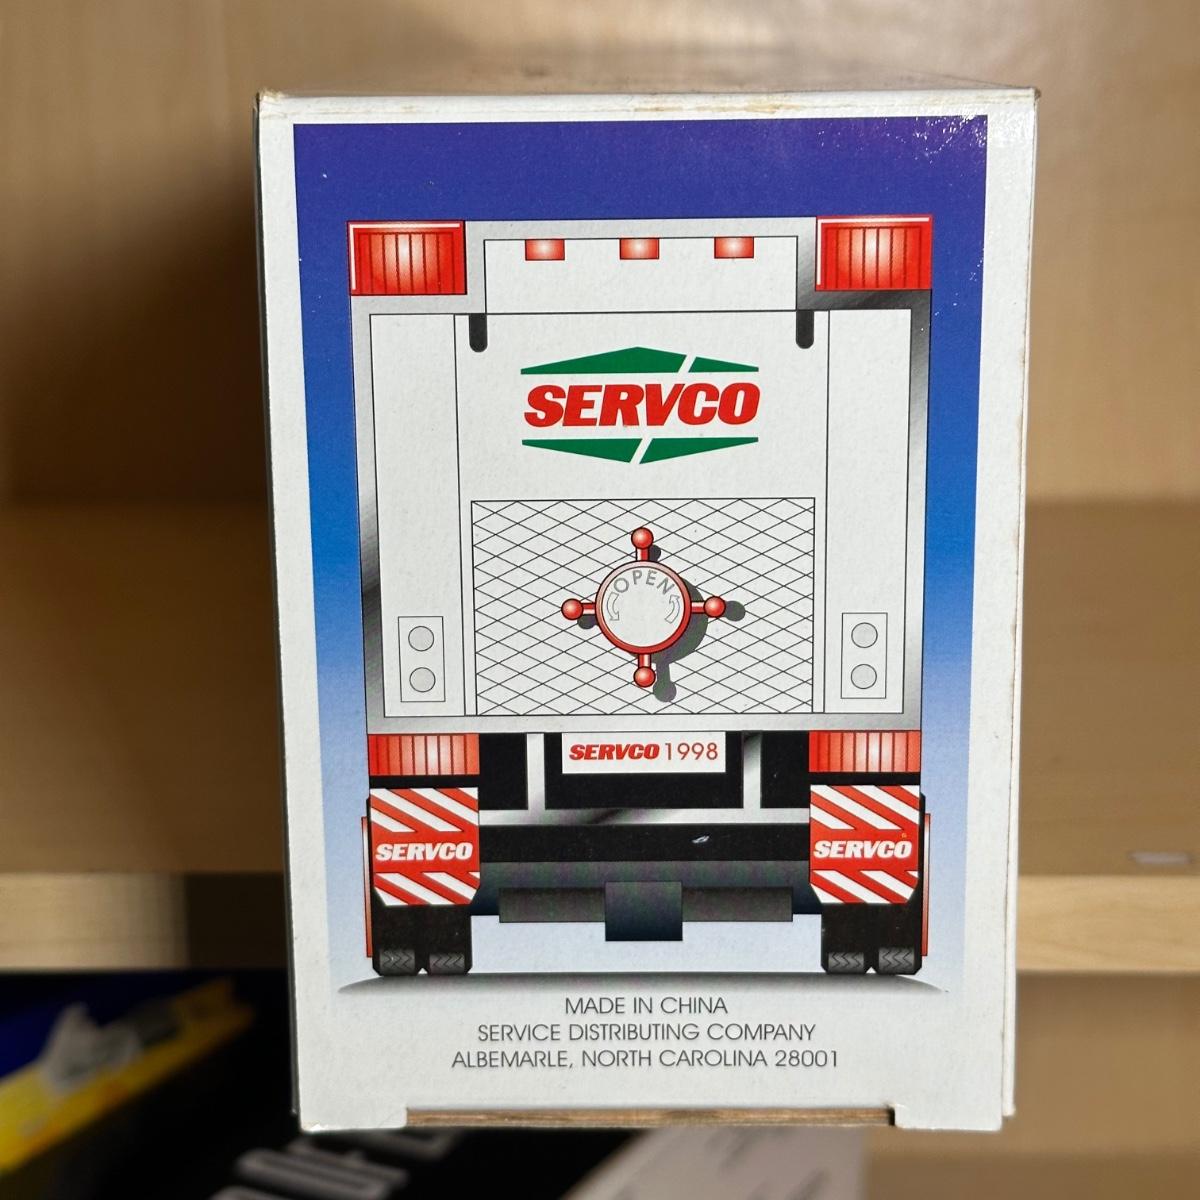 SERVCO
OPEN
SERVCO 1998
SERVCO
SERVCO
MADE IN CHINA
SERVICE DISTRIBUTING COMPANY
ALBEMARLE, NORTH CAROLINA 28001